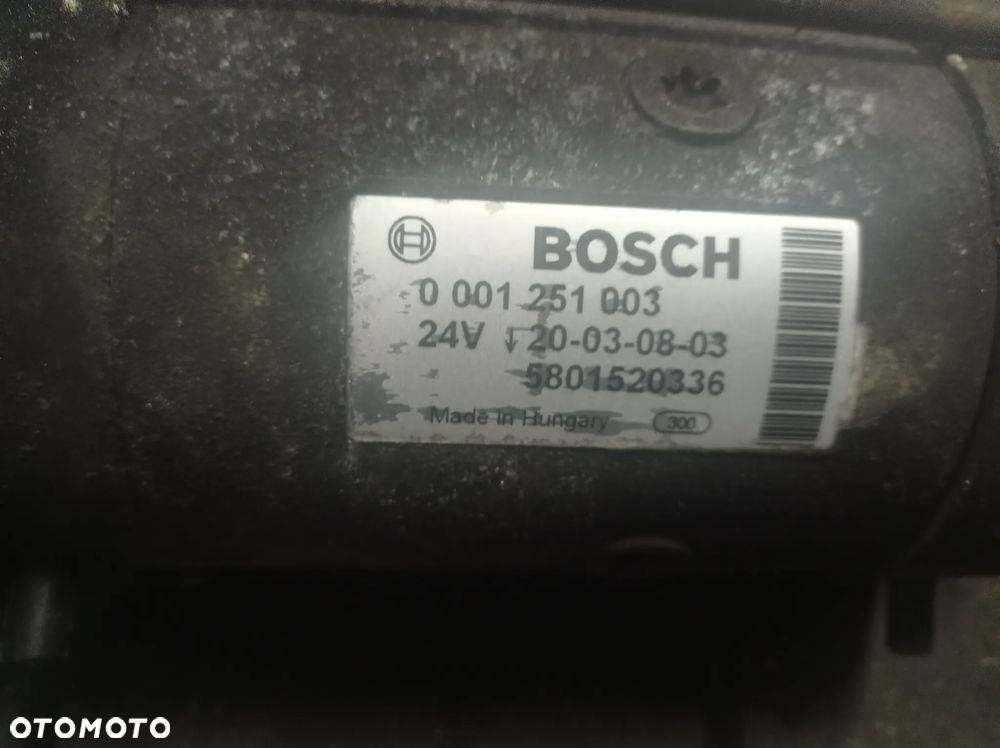 BOSCH
0 001 251 003
24V 20-03-08-03
5801520336
Made in Hungary 300
OTOMOTO